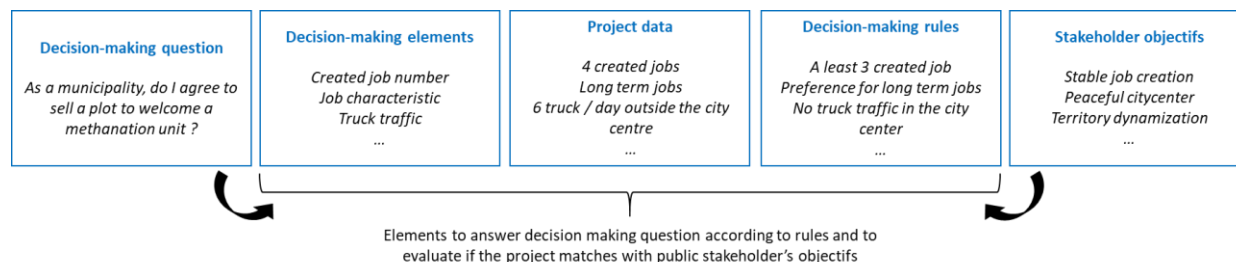 Decision-making question
As a municipality, do I agree to
sell a plot to welcome a
methanation unit ?
Decision-making elements
Created job number
Job characteristic
Truck traffic
...
Project data
4 created jobs
Long term jobs
6 truck / day outside the city
centre
...
Decision-making rules
A least 3 created job
Preference for long term jobs
No truck traffic in the city
center
...
Stakeholder objectifs
Stable job creation
Peaceful citycenter
Territory dynamization
...
Elements to answer decision making question according to rules and to
evaluate if the project matches with public stakeholder's objectifs